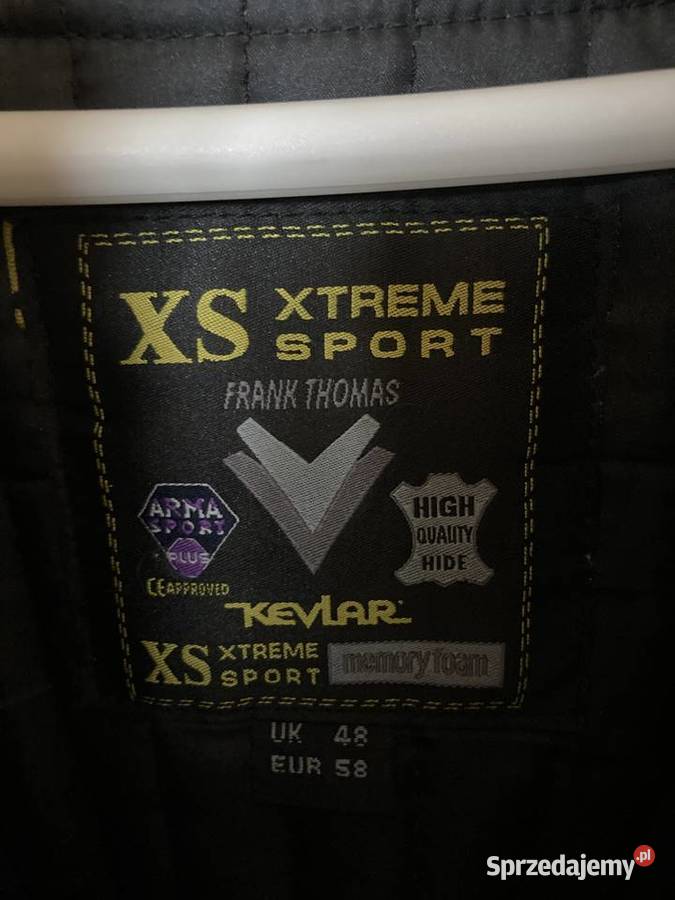 XS XTREME
SPORT
FRANK THOMAS
ARMA
SPORT
PLUS
CE APPROVED
HIGH
QUALITY
HIDE
KEVLAR
XS XTREME
SPORT
memory foam
UK 48
EUR 58
Sprzedajemy.pl